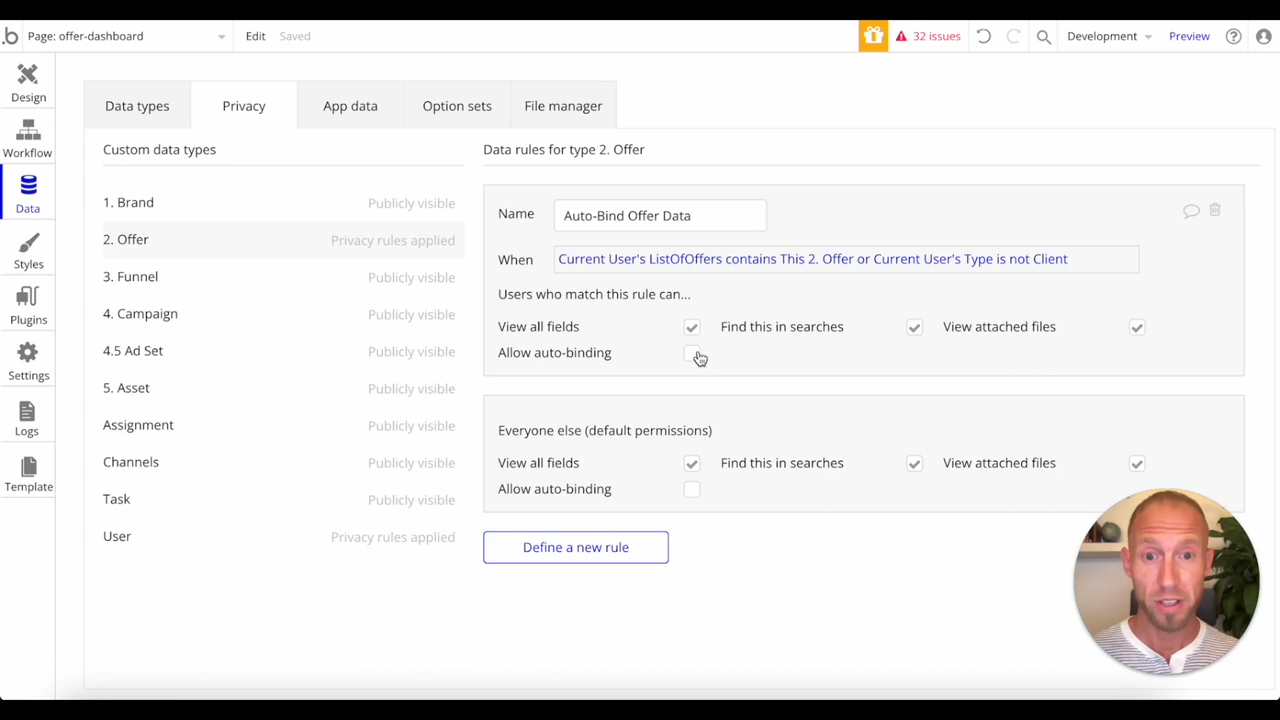 .b Page: offer-dashboard Edit Saved 32 issues Development Preview
Design
Workflow
Data
Styles
Plugins
Settings
Logs
Template
Data types Privacy App data Option sets File manager
Custom data types
1. Brand Publicly visible
2. Offer Privacy rules applied
3. Funnel Publicly visible
4. Campaign Publicly visible
4.5 Ad Set Publicly visible
5. Asset Publicly visible
Assignment Publicly visible
Channels Publicly visible
Task Publicly visible
User Privacy rules applied
Data rules for type 2. Offer
Name Auto-Bind Offer Data
When Current User's ListOfOffers contains This 2. Offer or Current User's Type is not Client
Users who match this rule can...
View all fields Find this in searches View attached files
Allow auto-binding
Everyone else (default permissions)
View all fields Find this in searches View attached files
Allow auto-binding
Define a new rule